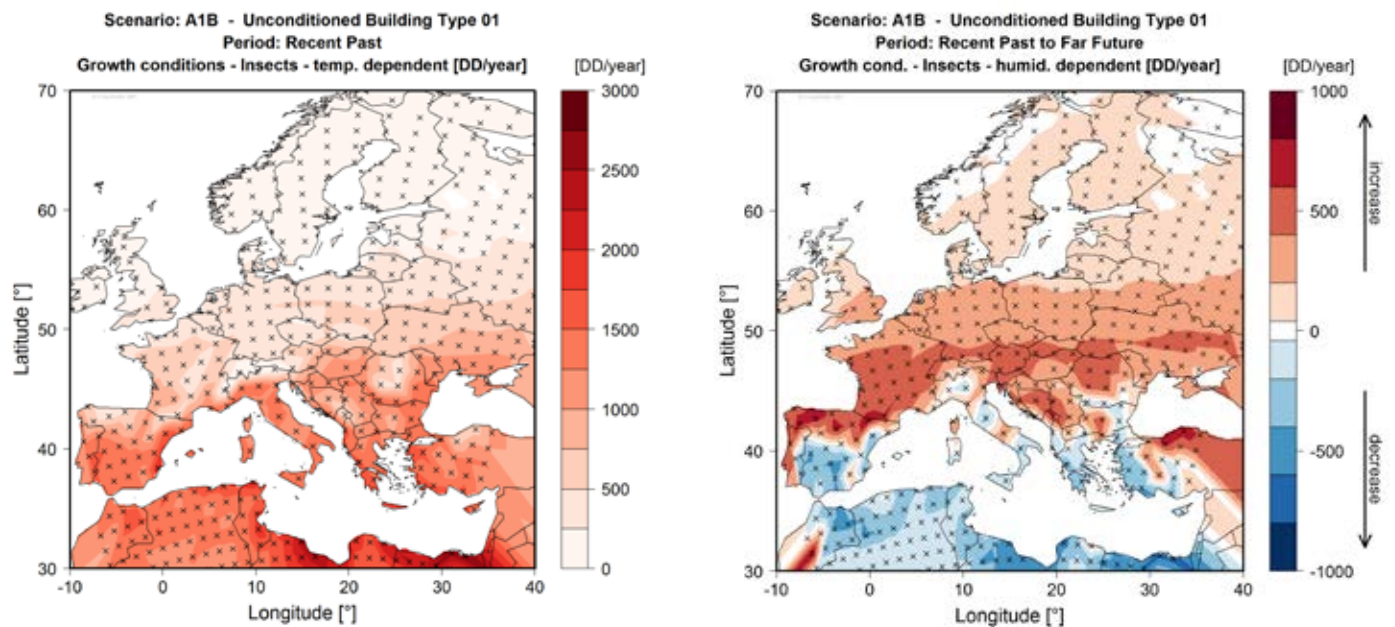 Scenario: A1B - Unconditioned Building Type 01
Period: Recent Past
Growth conditions - Insects - temp. dependent [DD/year]
[DD/year]
70
60
50
40
30
Latitude [°]
-10
0
10
20
30
40
Longitude [°]
3000
2500
2000
1500
1000
500
0
Scenario: A1B - Unconditioned Building Type 01
Period: Recent Past to Far Future
Growth cond. - Insects - humid. dependent [DD/year]
[DD/year]
70
60
50
40
30
Latitude [°]
-10
0
10
20
30
40
Longitude [°]
1000
500
0
-500
-1000
increase
decrease